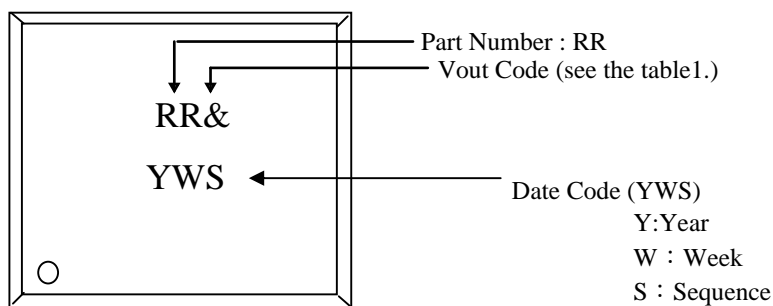 Part Number : RR
Vout Code (see the table1.)
RR&
YWS
Date Code (YWS)
Y:Year
W：Week
S：Sequence